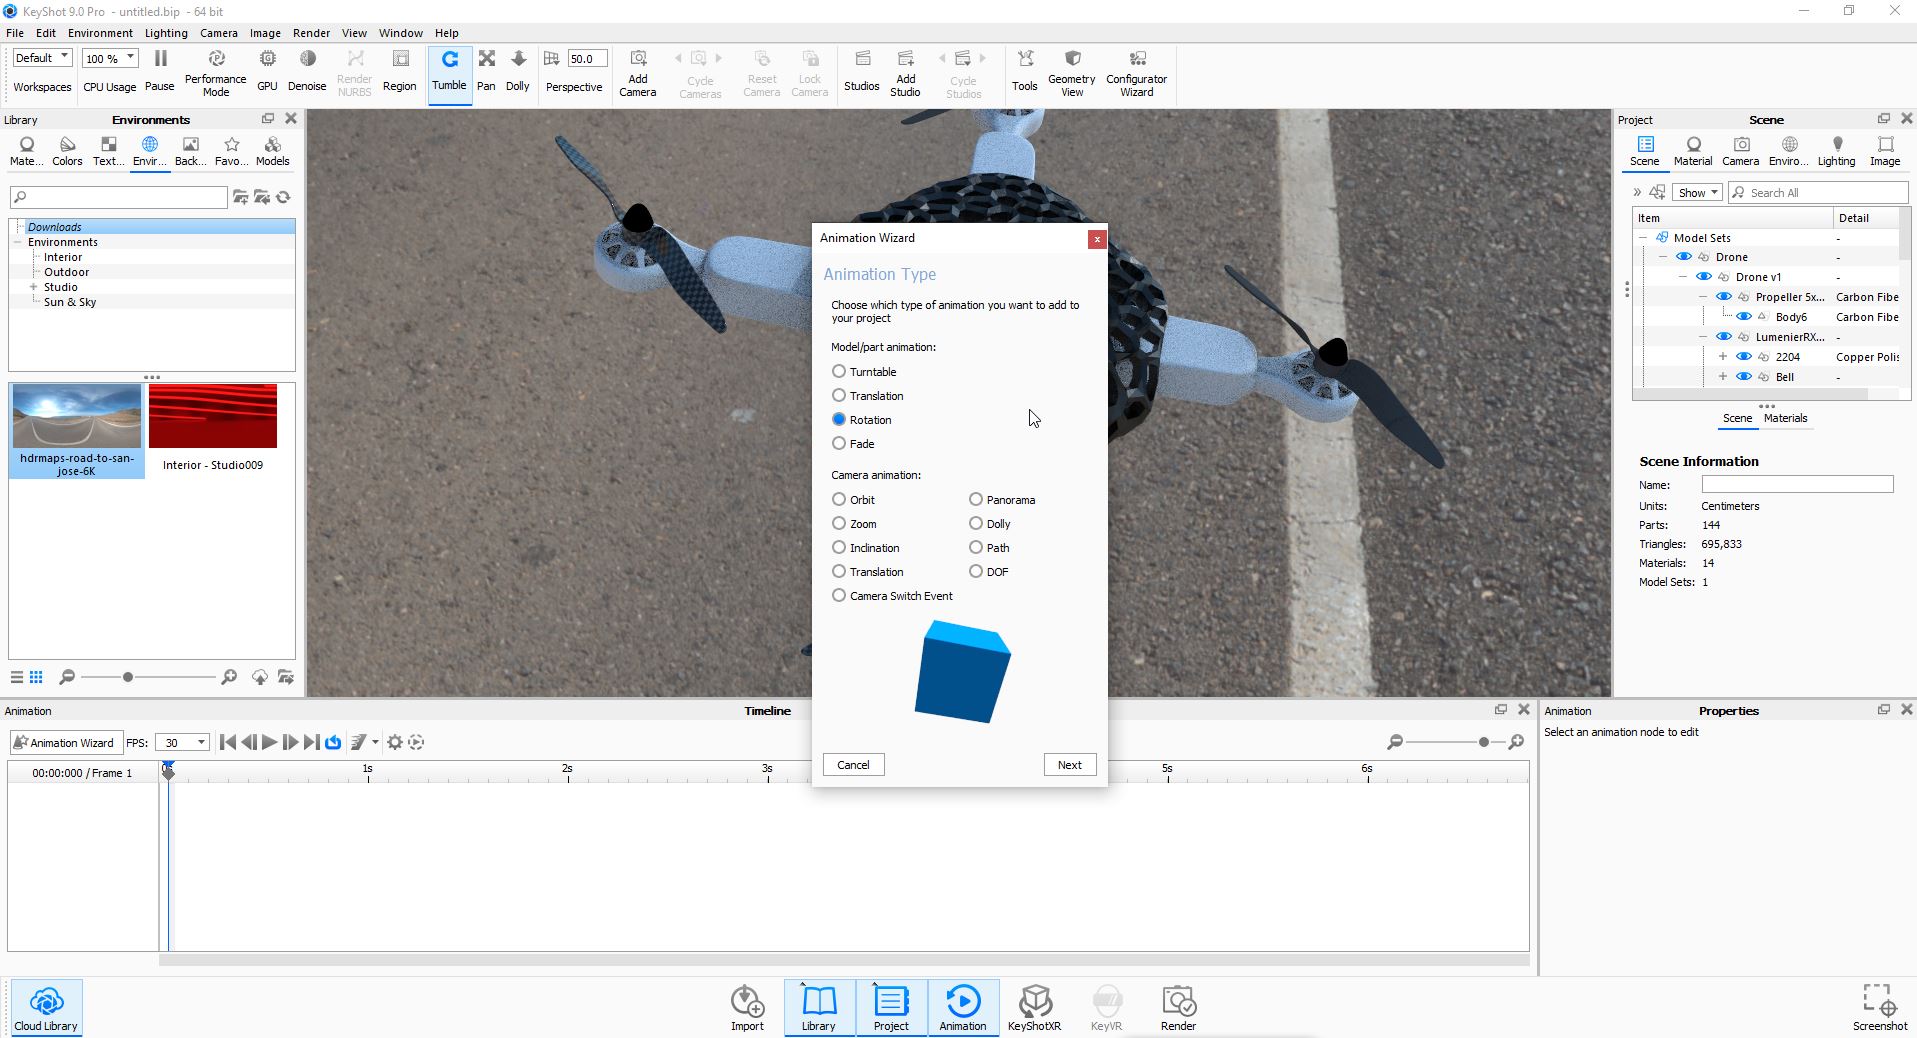 KeyShot 9.0 Pro - untitled.bip - 64 bit
File Edit Environment Lighting Camera Image Render View Window Help
Default 100 % 50.0
Workspaces CPU Usage Pause Performance Mode GPU Denoise Render NURBS Region Tumble Pan Dolly Perspective Add Camera Cycle Cameras Reset Camera Lock Camera Studios Add Studio Cycle Studios Tools Geometry View Configurator Wizard
Library Environments
Mate... Colors Text... Envir... Back... Favo... Models
Downloads
Environments
Interior
Outdoor
Studio
Sun & Sky
hdrmaps-road-to-san-
jose-6K
Interior - Studio009
Animation Wizard
Animation Type
Choose which type of animation you want to add to
your project
Model/part animation:
Turntable
Translation
Rotation
Fade
Camera animation:
Orbit Panorama
Zoom Dolly
Inclination Path
Translation DOF
Camera Switch Event
Cancel Next
Project Scene
Scene Material Camera Enviro... Lighting Image
Show Search All
Item Detail
Model Sets -
Drone -
Drone v1 -
Propeller 5x... Carbon Fibe
Body6 Carbon Fibe
LumenierRX... -
2204 Copper Polis
Bell -
Scene Materials
Scene Information
Name:
Units: Centimeters
Parts: 144
Triangles: 695,833
Materials: 14
Model Sets: 1
Animation Timeline
Animation Wizard FPS: 30
00:00:000 / Frame 1
1s 2s 3s 5s 6s
Animation Properties
Select an animation node to edit
Cloud Library Import Library Project Animation KeyShotXR KeyVR Render Screenshot